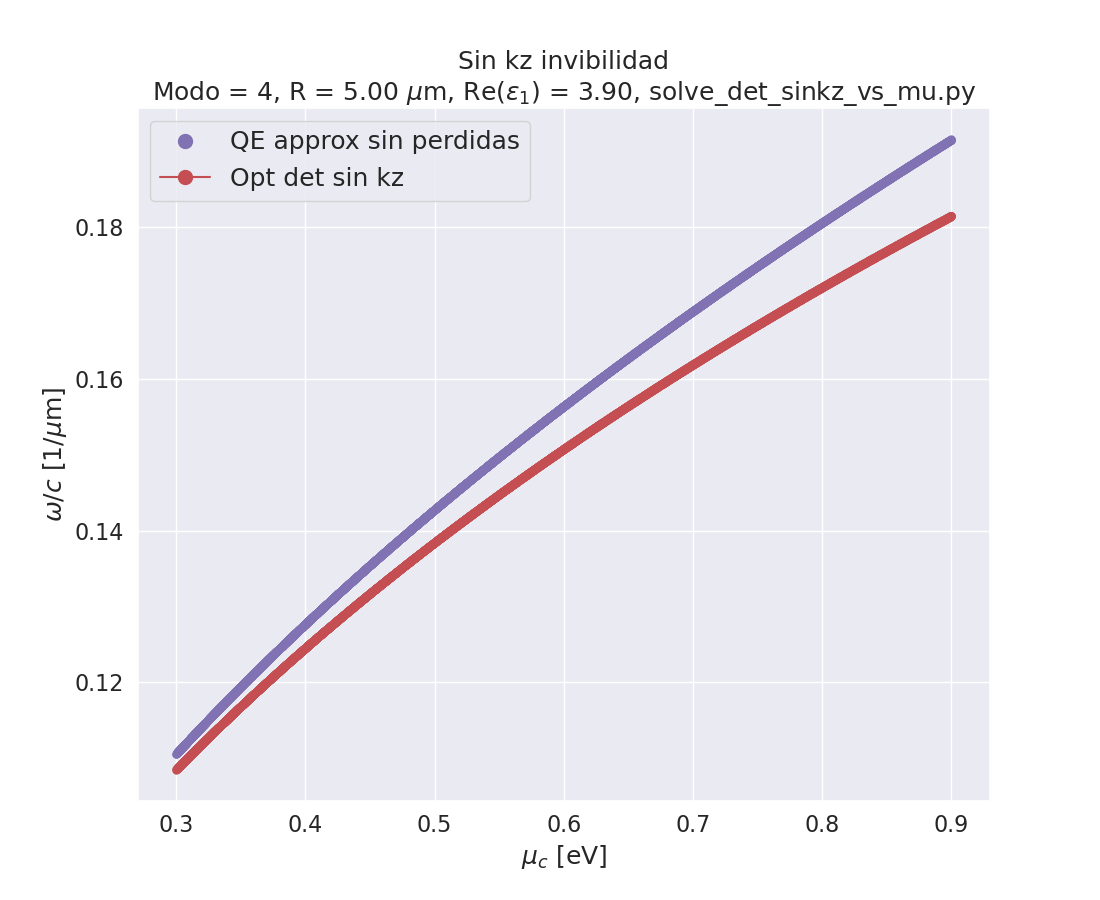 Sin kz invibilidad
Modo = 4, R = 5.00 μm, Re(ε₁) = 3.90, solve_det_sinkz_vs_mu.py
QE approx sin perdidas
Opt det sin kz
ω/c [1/μm]
0.18
0.16
0.14
0.12
0.3 0.4 0.5 0.6 0.7 0.8 0.9
μ_c [eV]